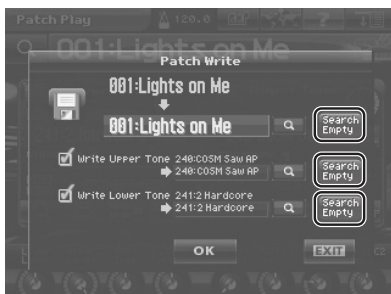 Patch Play 120.0 ?
001:Lights on Me
Patch Write
001:Lights on Me
001:Lights on Me
Search
Empty
Write Upper Tone 240:COSM Saw AP
240:COSM Saw AP
Search
Empty
Write Lower Tone 241:2 Hardcore
241:2 Hardcore
Search
Empty
OK
EXIT